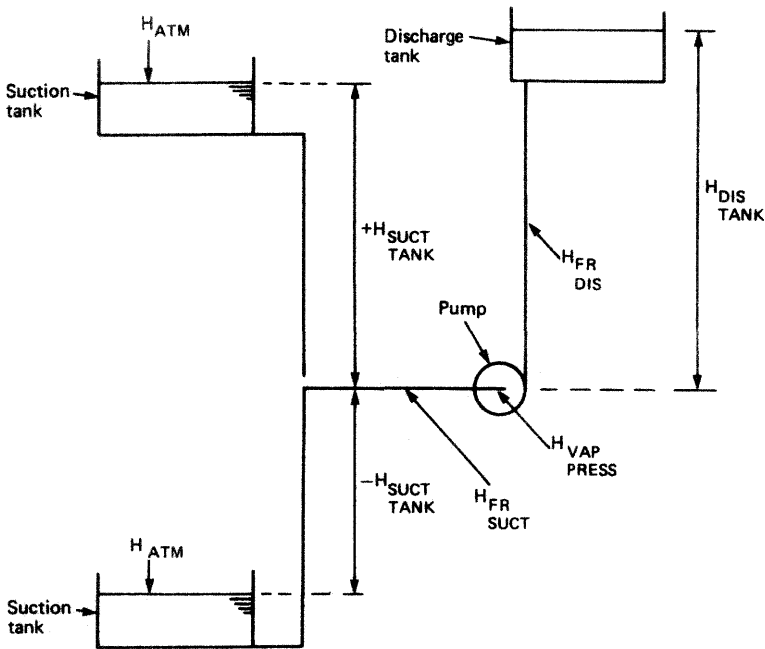 H ATM
Suction
tank
Discharge
tank
H DIS
TANK
+H SUCT
TANK
H FR
DIS
Pump
H VAP
PRESS
-H SUCT
TANK
H FR
SUCT
H ATM
Suction
tank